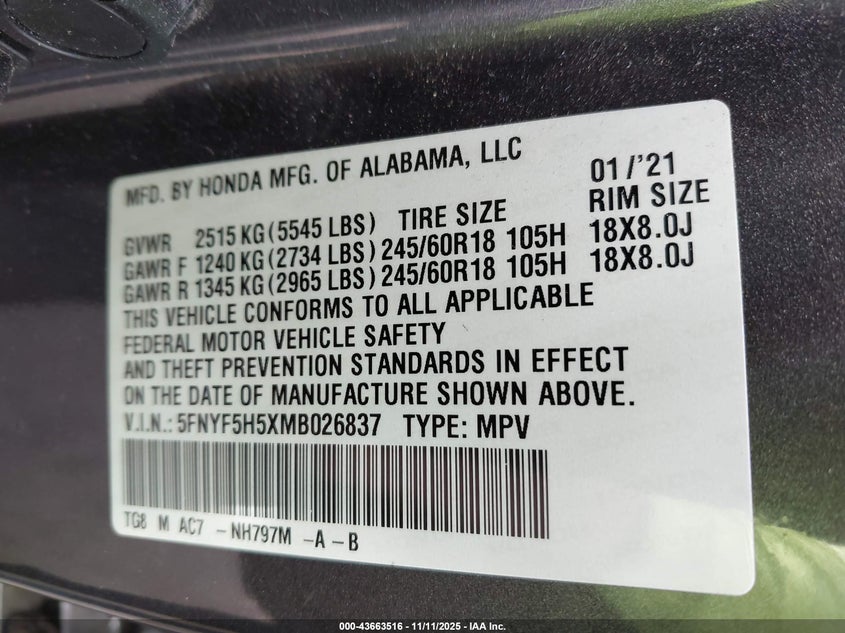 MFD. BY HONDA MFG. OF ALABAMA, LLC 01/'21
GVWR 2515 KG (5545 LBS) TIRE SIZE RIM SIZE
GAWR F 1240 KG (2734 LBS) 245/60R18 105H 18X8.0J
GAWR R 1345 KG (2965 LBS) 245/60R18 105H 18X8.0J
THIS VEHICLE CONFORMS TO ALL APPLICABLE
FEDERAL MOTOR VEHICLE SAFETY
AND THEFT PREVENTION STANDARDS IN EFFECT
ON THE DATE OF MANUFACTURE SHOWN ABOVE.
V.I.N.: 5FNYF5H5XMB026837 TYPE: MPV
TG8 M AC7 -NH797M -A-B
000-43663516 - 11/11/2025 - IAA Inc.